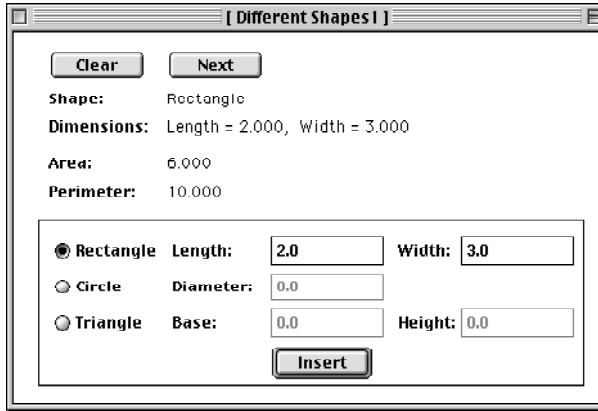 [ Different Shapes1 ]
Clear Next
Shape: Rectangle
Dimensions: Length = 2.000, Width = 3.000
Area: 6.000
Perimeter: 10.000
Rectangle Length: 2.0 Width: 3.0
Circle Diameter: 0.0
Triangle Base: 0.0 Height: 0.0
Insert